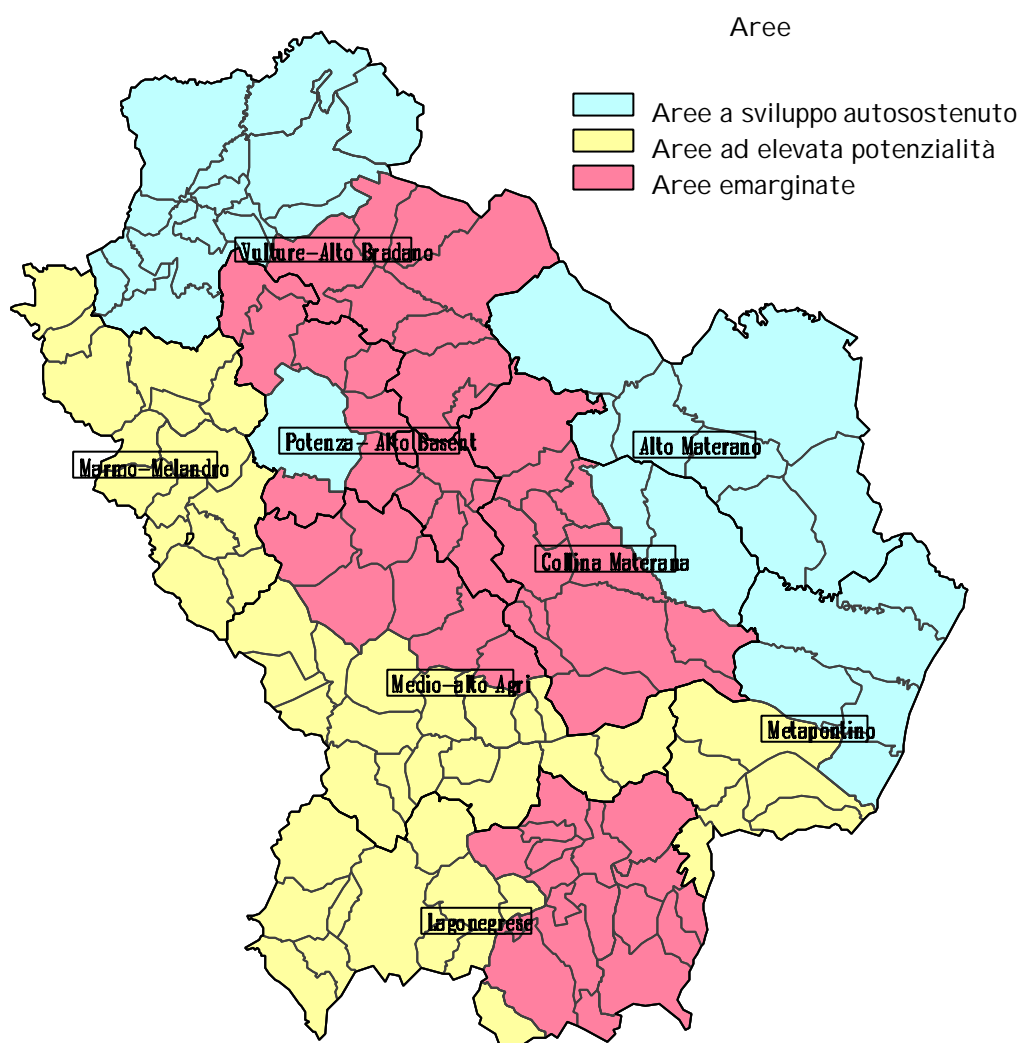 Aree
Aree a sviluppo autosostenuto
Aree ad elevata potenzialità
Aree emarginate
Vulture-Alto Bradano
Potenza - Alto Basent
Alto Materano
Marmo-Melandro
Collina Materana
Medio-alto Agri
Metapontino
Lagonegrese